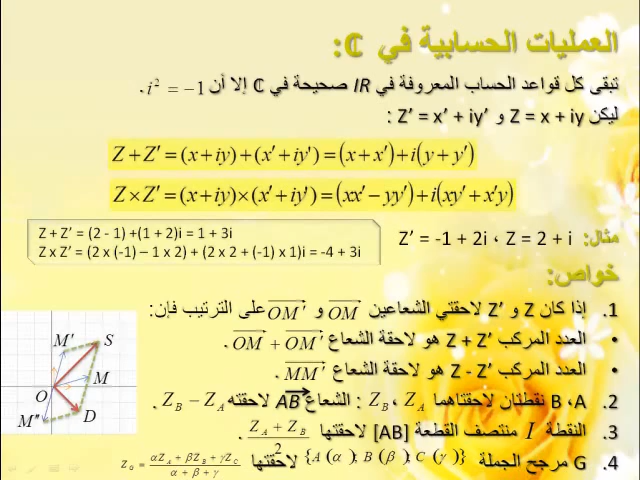 العمليات الحسابية في ℂ:
تبقى كل قواعد الحساب المعروفة في IR صحيحة في ℂ إلا أن i² = −1 .
ليكن Z = x + iy و Z′ = x′ + iy′ :
Z + Z′ = (x + iy) + (x′ + iy′) = (x + x′) + i(y + y′)
Z × Z′ = (x + iy) × (x′ + iy′) = (xx′ − yy′) + i(xy′ + x′y)
مثال: Z = 2 + i ، Z′ = -1 + 2i
Z + Z′ = (2 - 1) +(1 + 2)i = 1 + 3i
Z x Z′ = (2 x (-1) – 1 x 2) + (2 x 2 + (-1) x 1)i = -4 + 3i
خواص:
1. إذا كان Z و Z′ لاحقتي الشعاعين OM و OM′ على الترتيب فإن:
• العدد المركب Z + Z′ هو لاحقة الشعاع OM + OM′ .
• العدد المركب Z - Z′ هو لاحقة الشعاع MM′ .
2. B ،A نقطتان لاحقتاهما Z_B ، Z_A : الشعاع AB لاحقته Z_B − Z_A .
3. النقطة I منتصف القطعة [AB] لاحقتها (Z_A + Z_B)/2 .
4. G مرجح الجملة {A(α); B(β); C(γ)} لاحقتها Z_G = (αZ_A + βZ_B + γZ_C)/(α + β + γ)
M′
S
M
O
M″
D